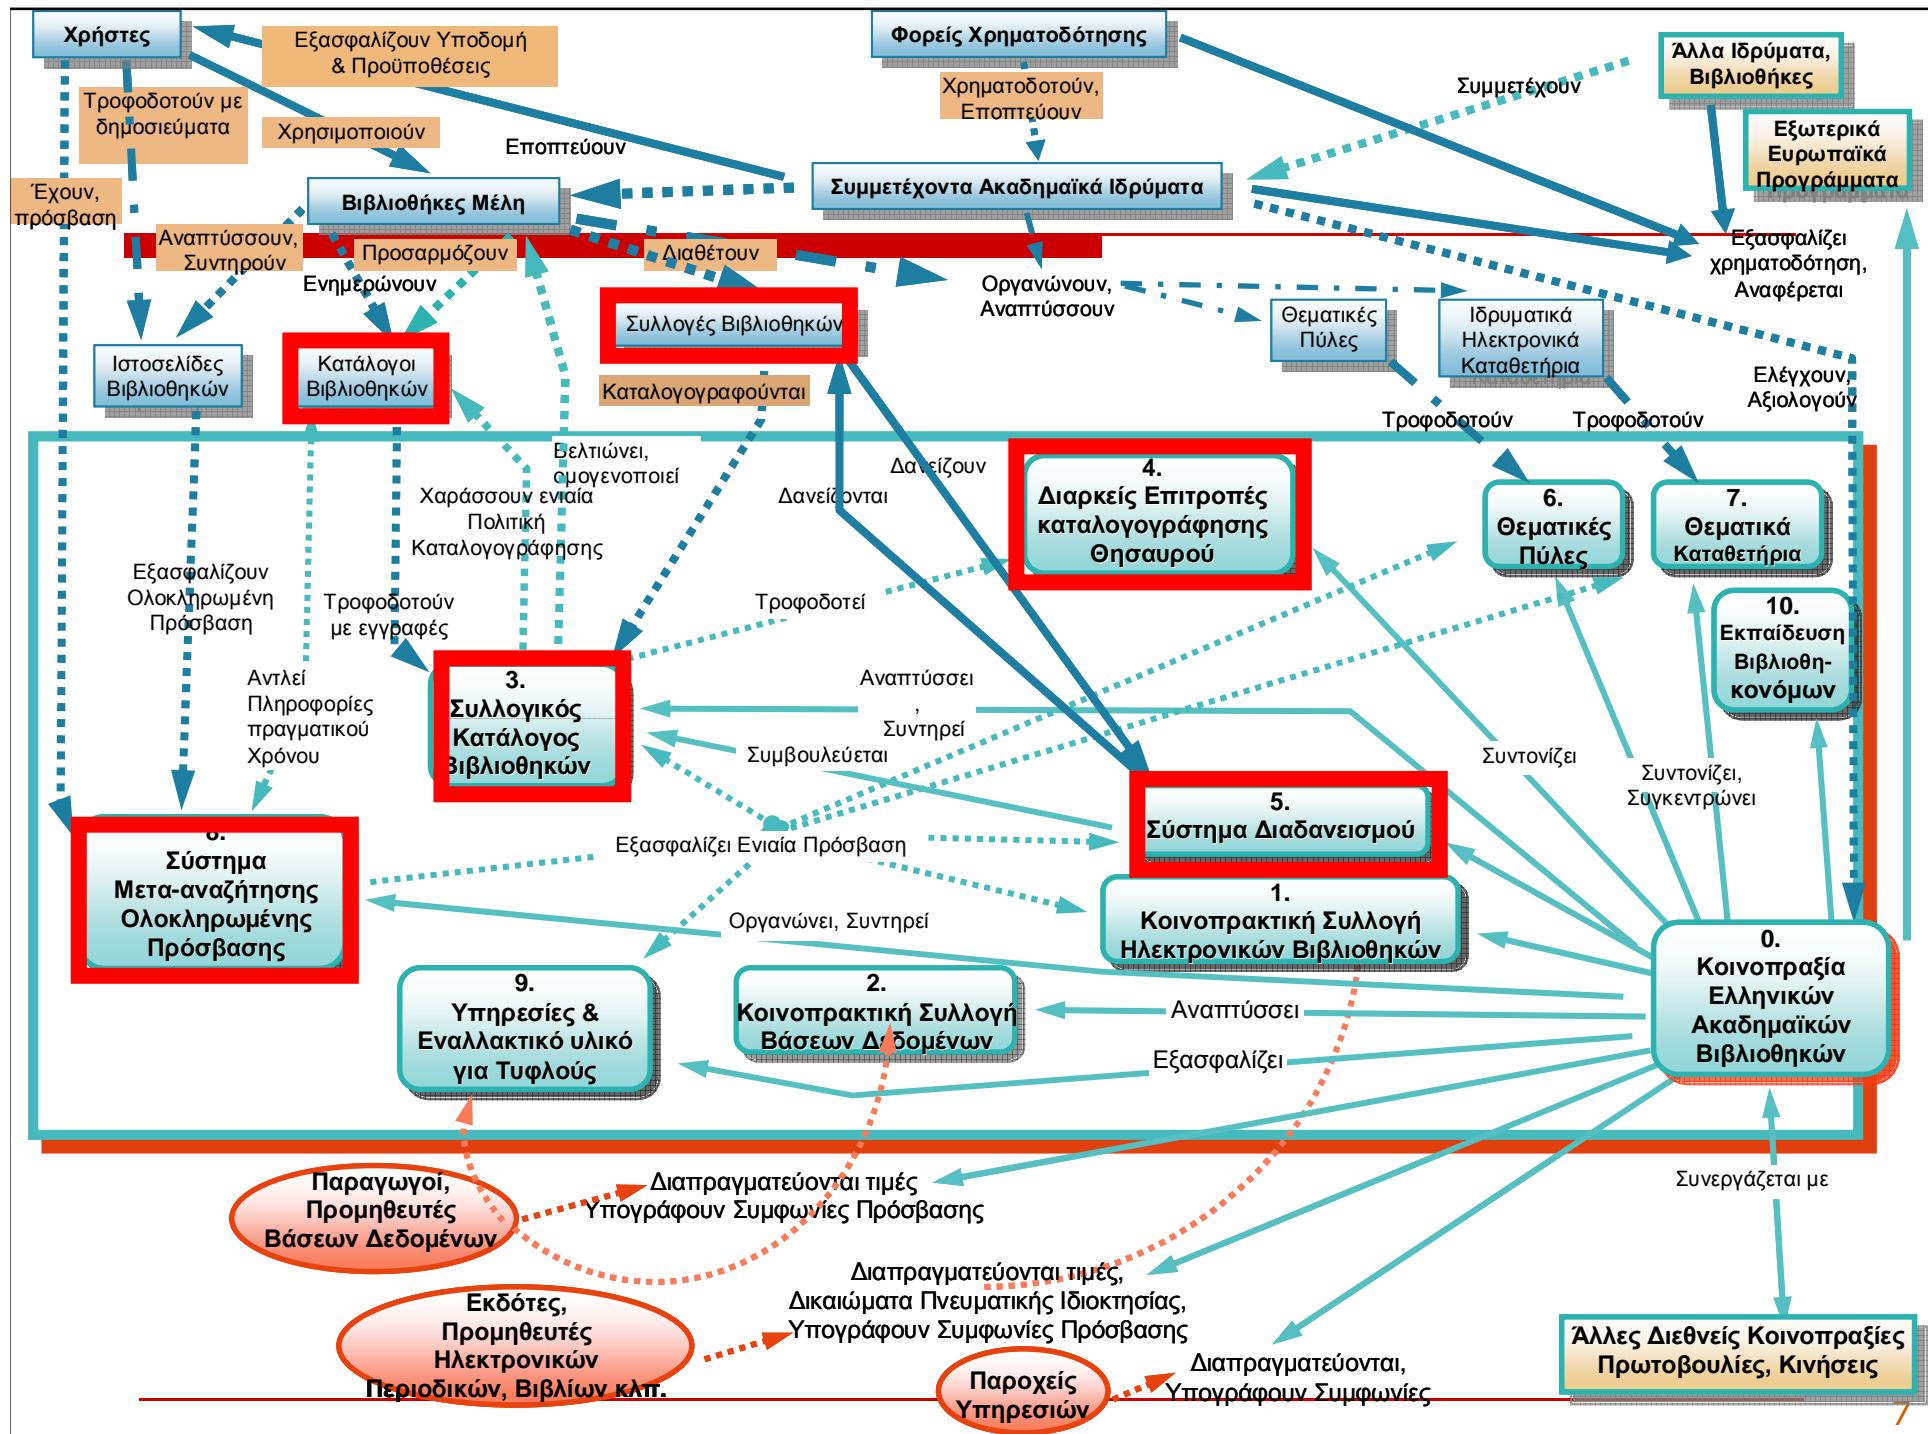 Χρήστες
Εξασφαλίζουν Υποδομή
& Προϋποθέσεις
Φορείς Χρηματοδότησης
Άλλα Ιδρύματα,
Βιβλιοθήκες
Τροφοδοτούν με
δημοσιεύματα
Χρησιμοποιούν
Εποπτεύουν
Χρηματοδοτούν,
Εποπτεύουν
Συμμετέχουν
Εξωτερικά
Ευρωπαϊκά
Προγράμματα
Έχουν,
πρόσβαση
Βιβλιοθήκες Μέλη
Συμμετέχοντα Ακαδημαϊκά Ιδρύματα
Αναπτύσσουν,
Συντηρούν
Προσαρμόζουν
Διαθέτουν
Ενημερώνουν
Οργανώνουν,
Αναπτύσσουν
Εξασφαλίζει
χρηματοδότηση,
Αναφέρεται
Συλλογές Βιβλιοθηκών
Θεματικές
Πύλες
Ιδρυματικά
Ηλεκτρονικά
Καταθετήρια
Ιστοσελίδες
Βιβλιοθηκών
Κατάλογοι
Βιβλιοθηκών
Καταλογογραφούνται
Ελέγχουν,
Αξιολογούν
Τροφοδοτούν
Τροφοδοτούν
Βελτιώνει,
ομογενοποιεί
Χαράσσουν ενιαία
Πολιτική
Καταλογογράφησης
Δανείζουν
Δανείζονται
4.
Διαρκείς Επιτροπές
καταλογογράφησης
Θησαυρού
6.
Θεματικές
Πύλες
7.
Θεματικά
Καταθετήρια
Εξασφαλίζουν
Ολοκληρωμένη
Πρόσβαση
Τροφοδοτούν
με εγγραφές
Τροφοδοτεί
10.
Εκπαίδευση
Βιβλιοθη-
κονόμων
Αντλεί
Πληροφορίες
πραγματικού
Χρόνου
3.
Συλλογικός
Κατάλογος
Βιβλιοθηκών
Αναπτύσσει
,
Συντηρεί
Συμβουλεύεται
Συντονίζει
Συντονίζει,
Συγκεντρώνει
5.
Σύστημα Διαδανεισμού
Εξασφαλίζει Ενιαία Πρόσβαση
8.
Σύστημα
Μετα-αναζήτησης
Ολοκληρωμένης
Πρόσβασης
Οργανώνει, Συντηρεί
1.
Κοινοπρακτική Συλλογή
Ηλεκτρονικών Βιβλιοθηκών
0.
Κοινοπραξία
Ελληνικών
Ακαδημαϊκών
Βιβλιοθηκών
9.
Υπηρεσίες &
Εναλλακτικό υλικό
για Τυφλούς
2.
Κοινοπρακτική Συλλογή
Βάσεων Δεδομένων
Αναπτύσσει
Εξασφαλίζει
Παραγωγοί,
Προμηθευτές
Βάσεων Δεδομένων
Διαπραγματεύονται τιμές
Υπογράφουν Συμφωνίες Πρόσβασης
Συνεργάζεται με
Εκδότες,
Προμηθευτές
Ηλεκτρονικών
Περιοδικών, Βιβλίων κλπ.
Διαπραγματεύονται τιμές,
Δικαιώματα Πνευματικής Ιδιοκτησίας,
Υπογράφουν Συμφωνίες Πρόσβασης
Παροχείς
Υπηρεσιών
Διαπραγματεύονται,
Υπογράφουν Συμφωνίες
Άλλες Διεθνείς Κοινοπραξίες
Πρωτοβουλίες, Κινήσεις
7